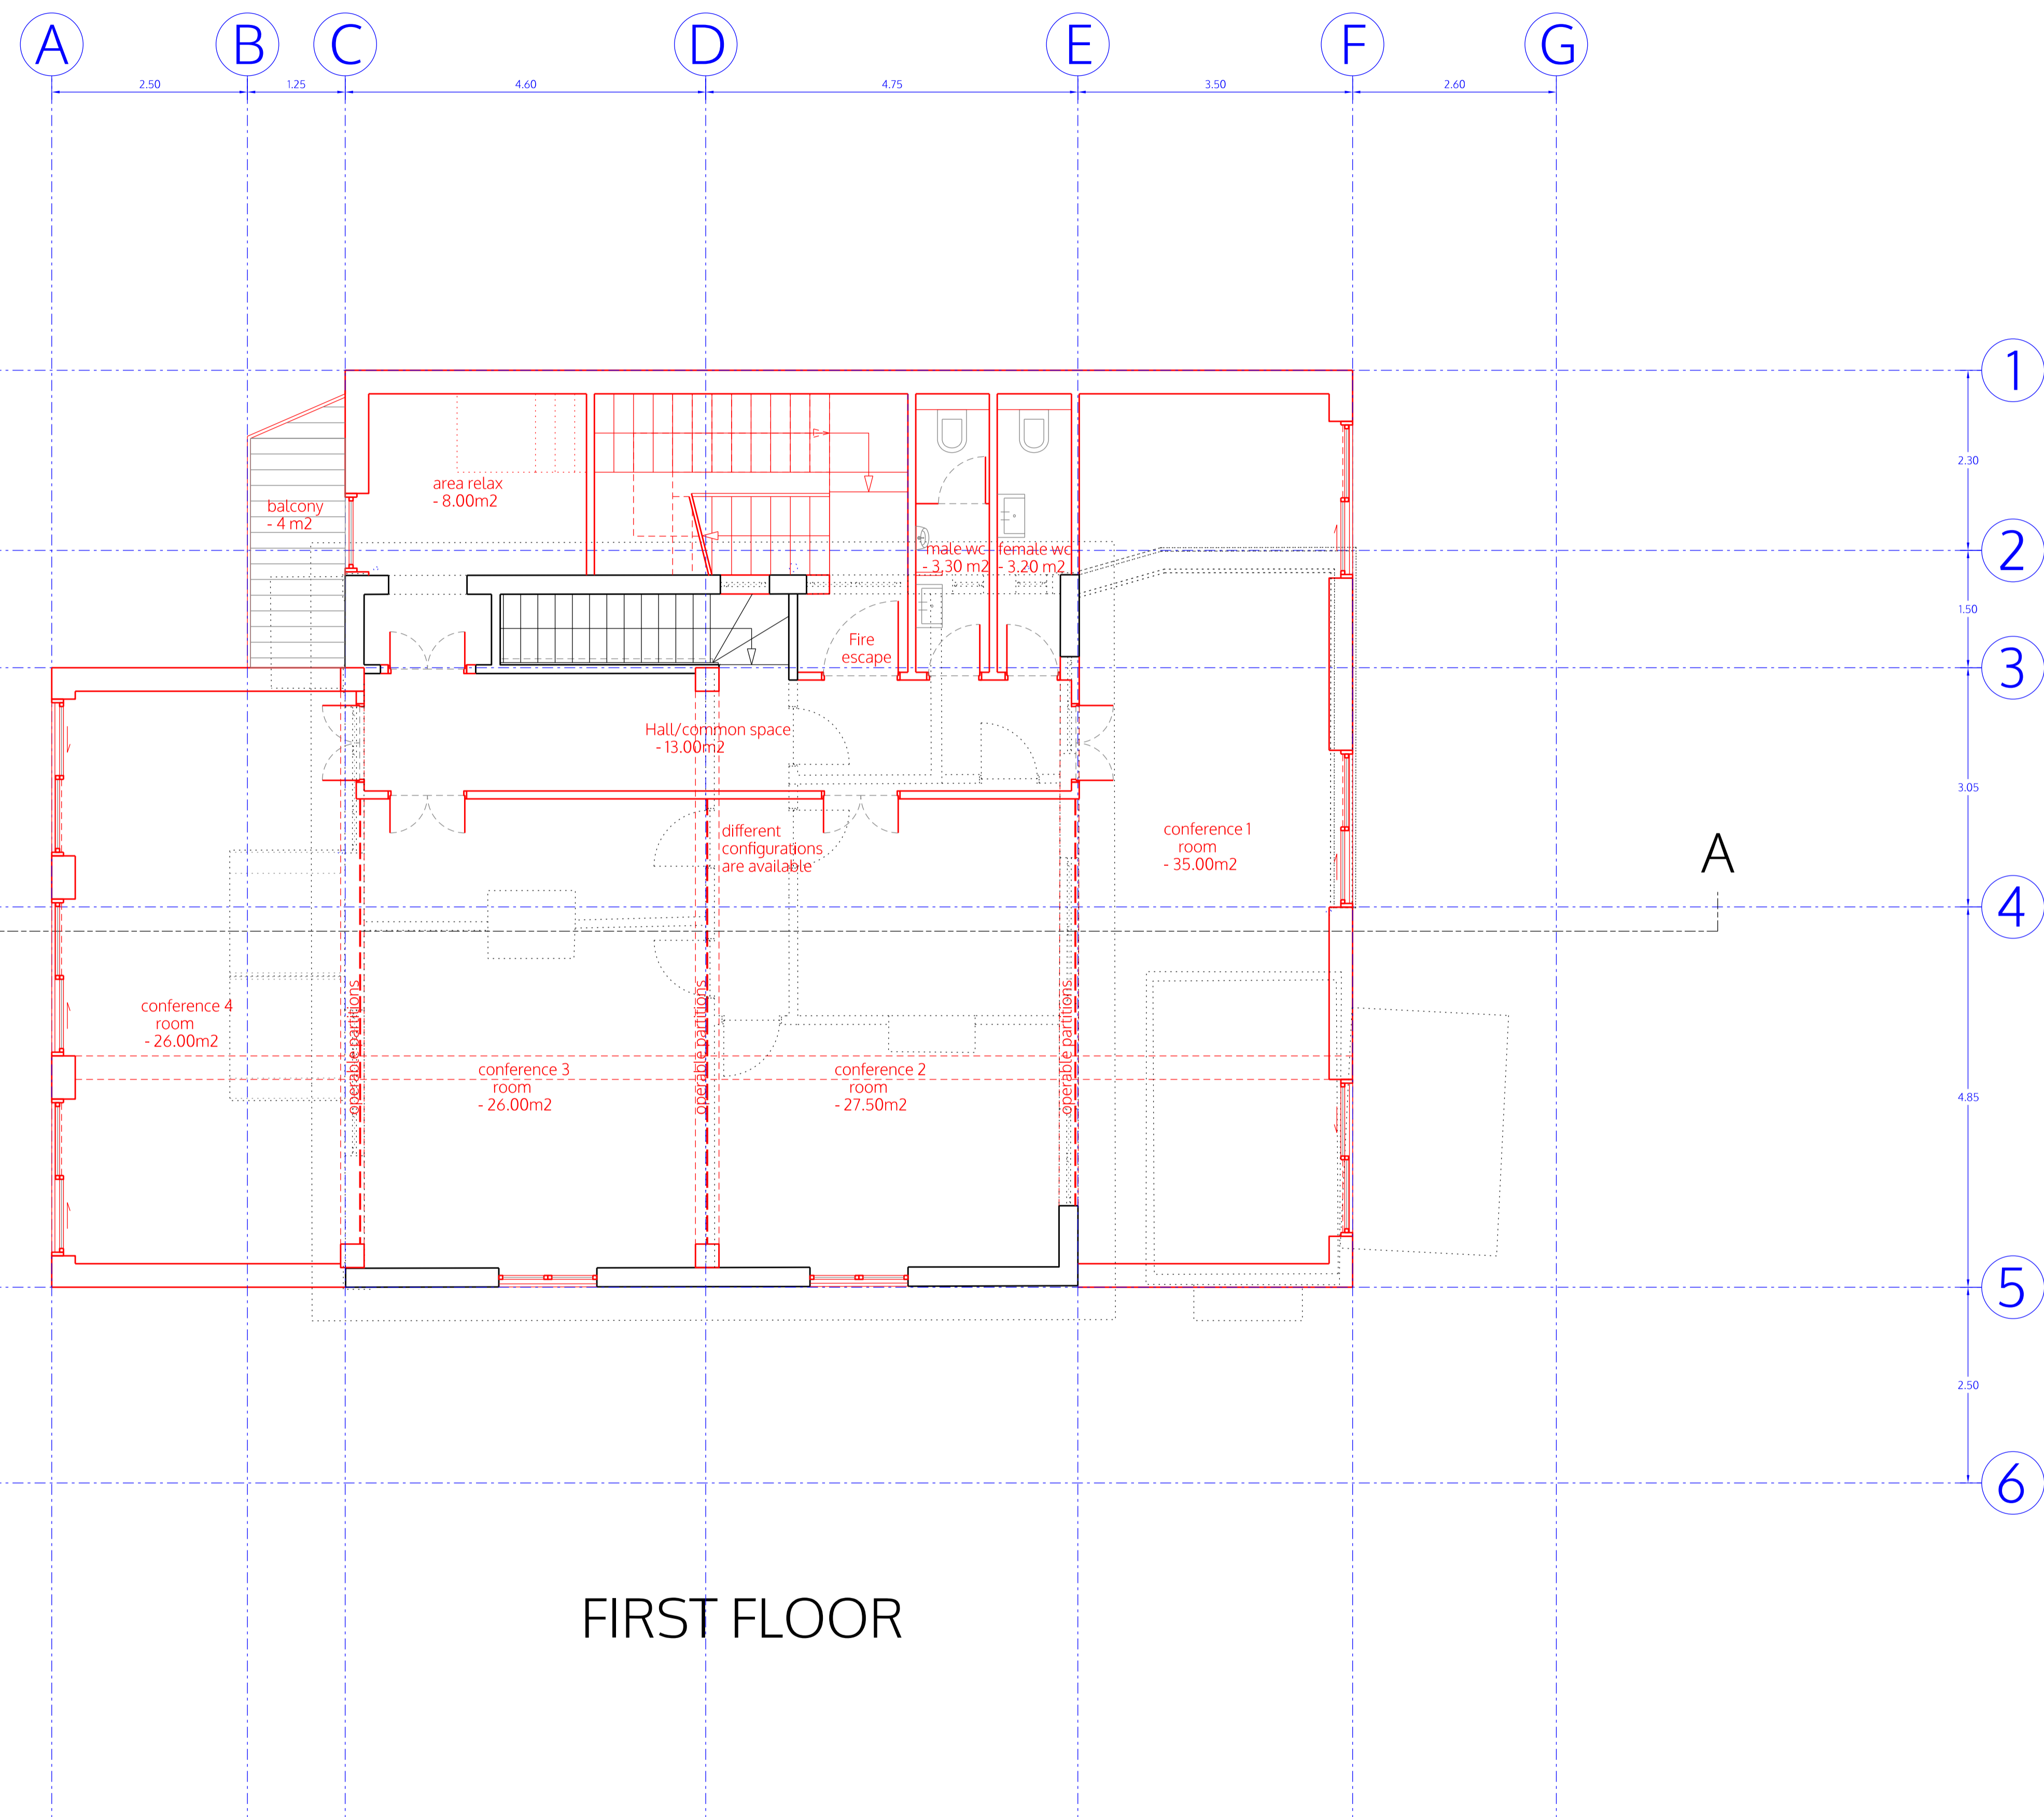 A
B
C
D
E
F
G
2.50
1.25
4.60
4.75
3.50
2.60
1
2.30
area relax
- 8.00m2
balcony
- 4 m2
2
male wc
- 3,30 m2
female wc
- 3.20 m2
1.50
Fire
escape
3
Hall/common space
- 13.00m2
3.05
different
configurations
are available
conference 1
room
- 35.00m2
A
4
conference 4
room
- 26.00m2
operable partitions
operable partitions
operable partitions
conference 3
room
- 26.00m2
conference 2
room
- 27.50m2
4.85
5
2.50
6
FIRST FLOOR